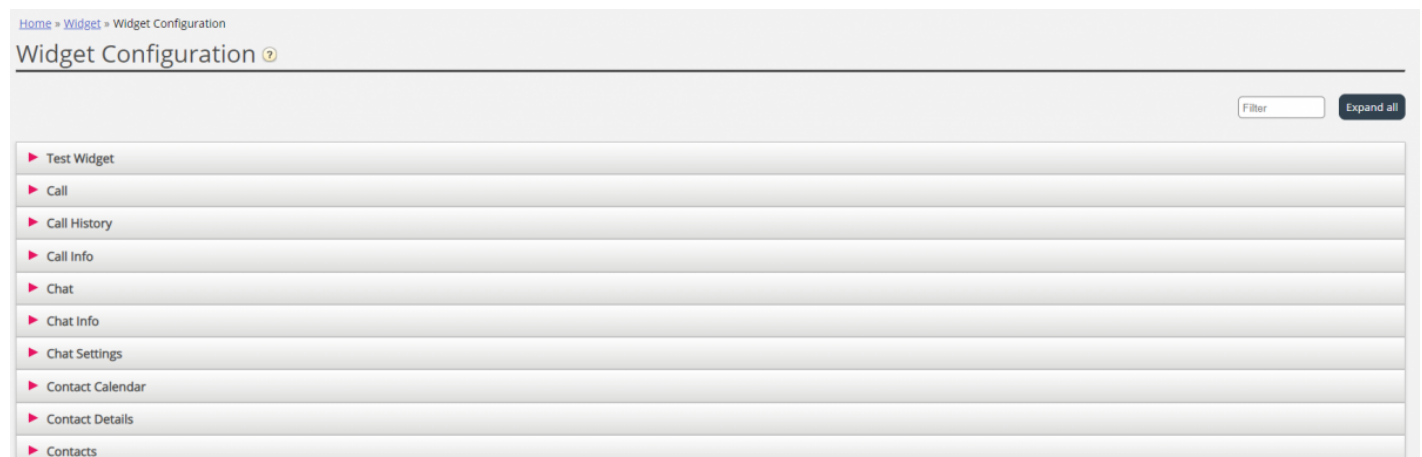 Home » Widget » Widget Configuration
Widget Configuration ?
Filter
Expand all
Test Widget
Call
Call History
Call Info
Chat
Chat Info
Chat Settings
Contact Calendar
Contact Details
Contacts